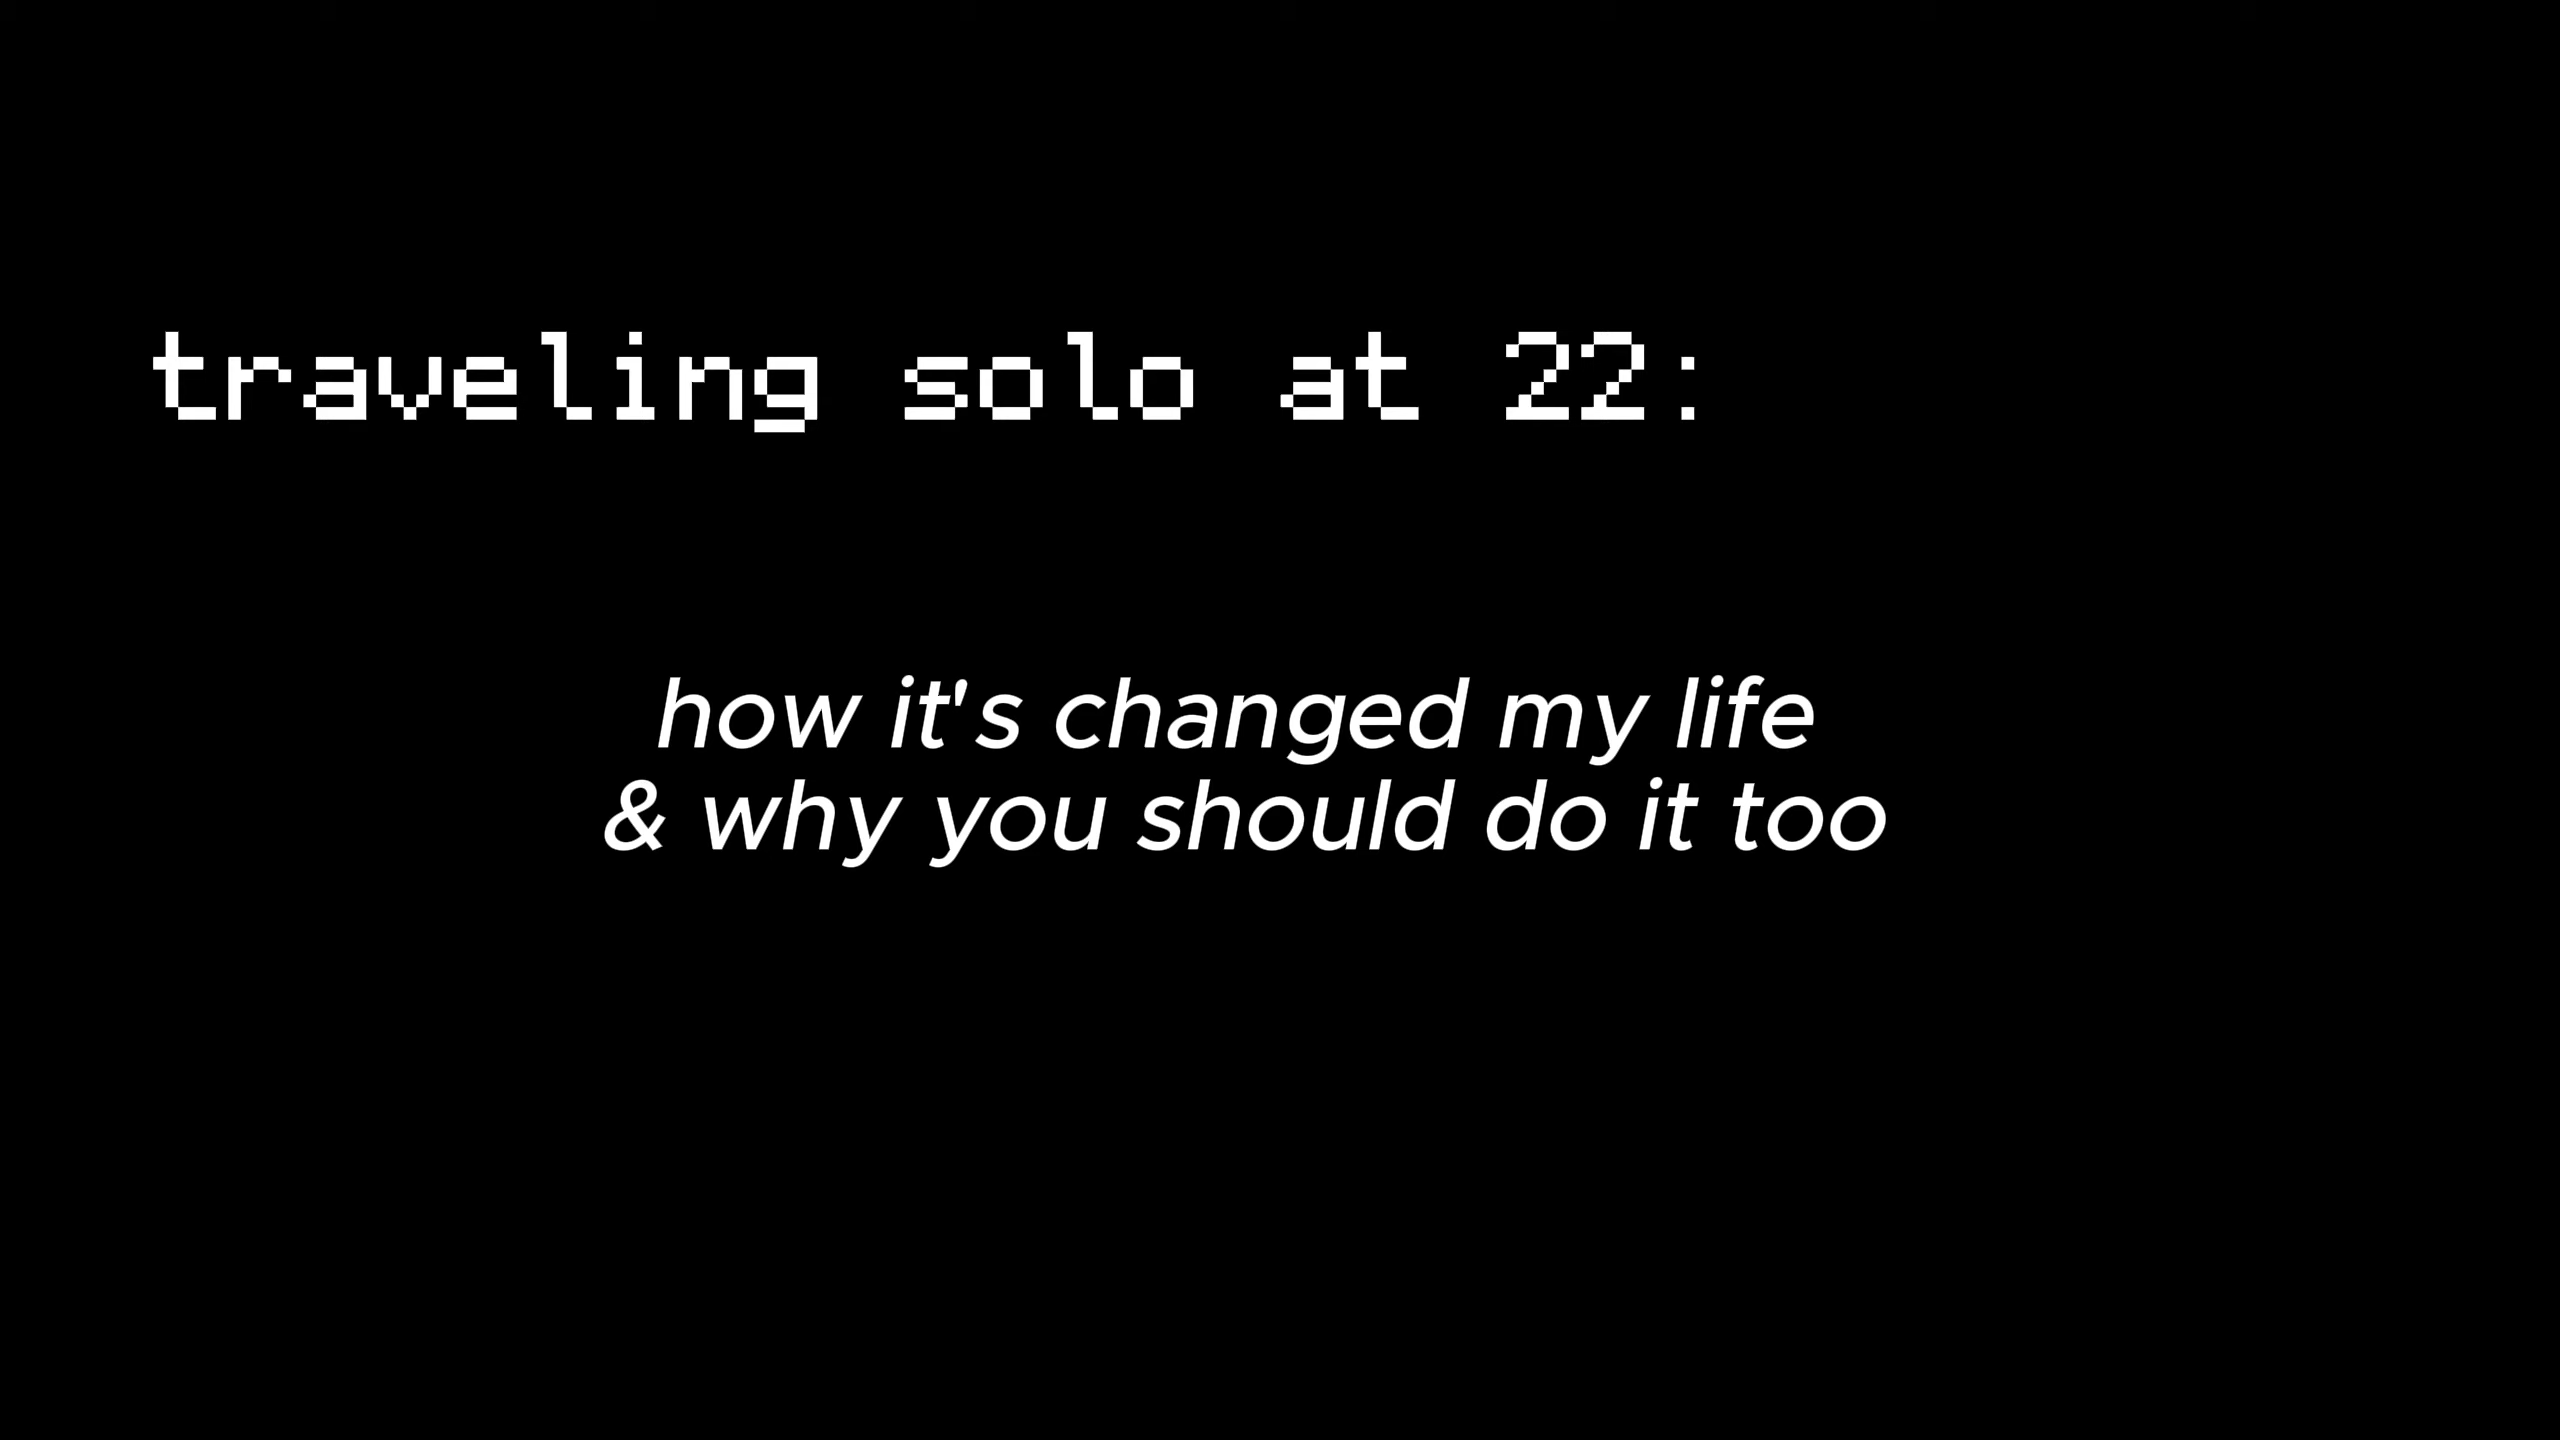 traveling solo at 22:
how it's changed my life
& why you should do it too